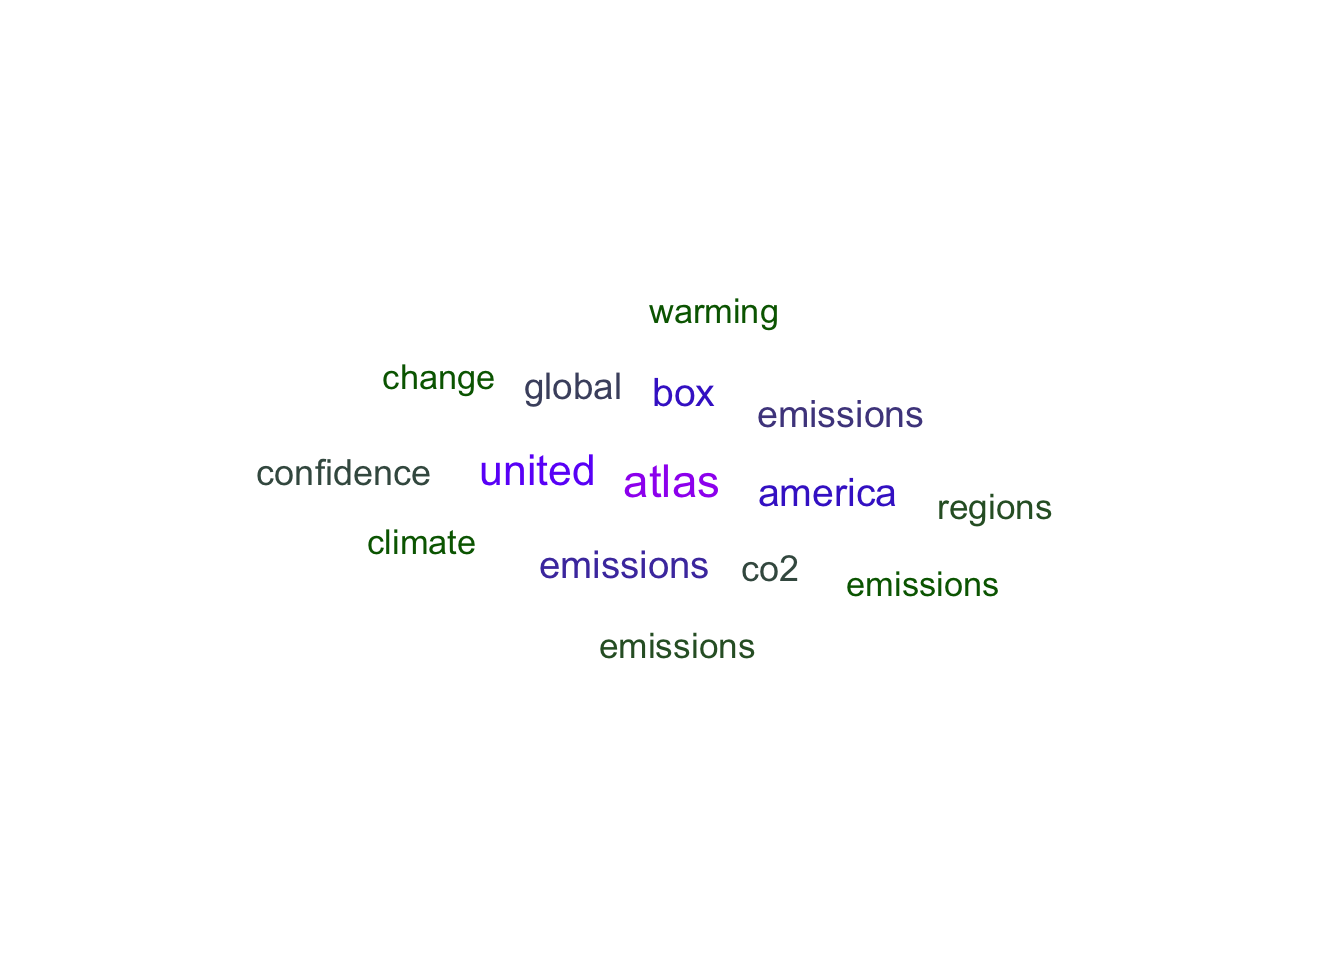 warming
change global box emissions
confidence united atlas america regions
climate emissions co2 emissions
emissions